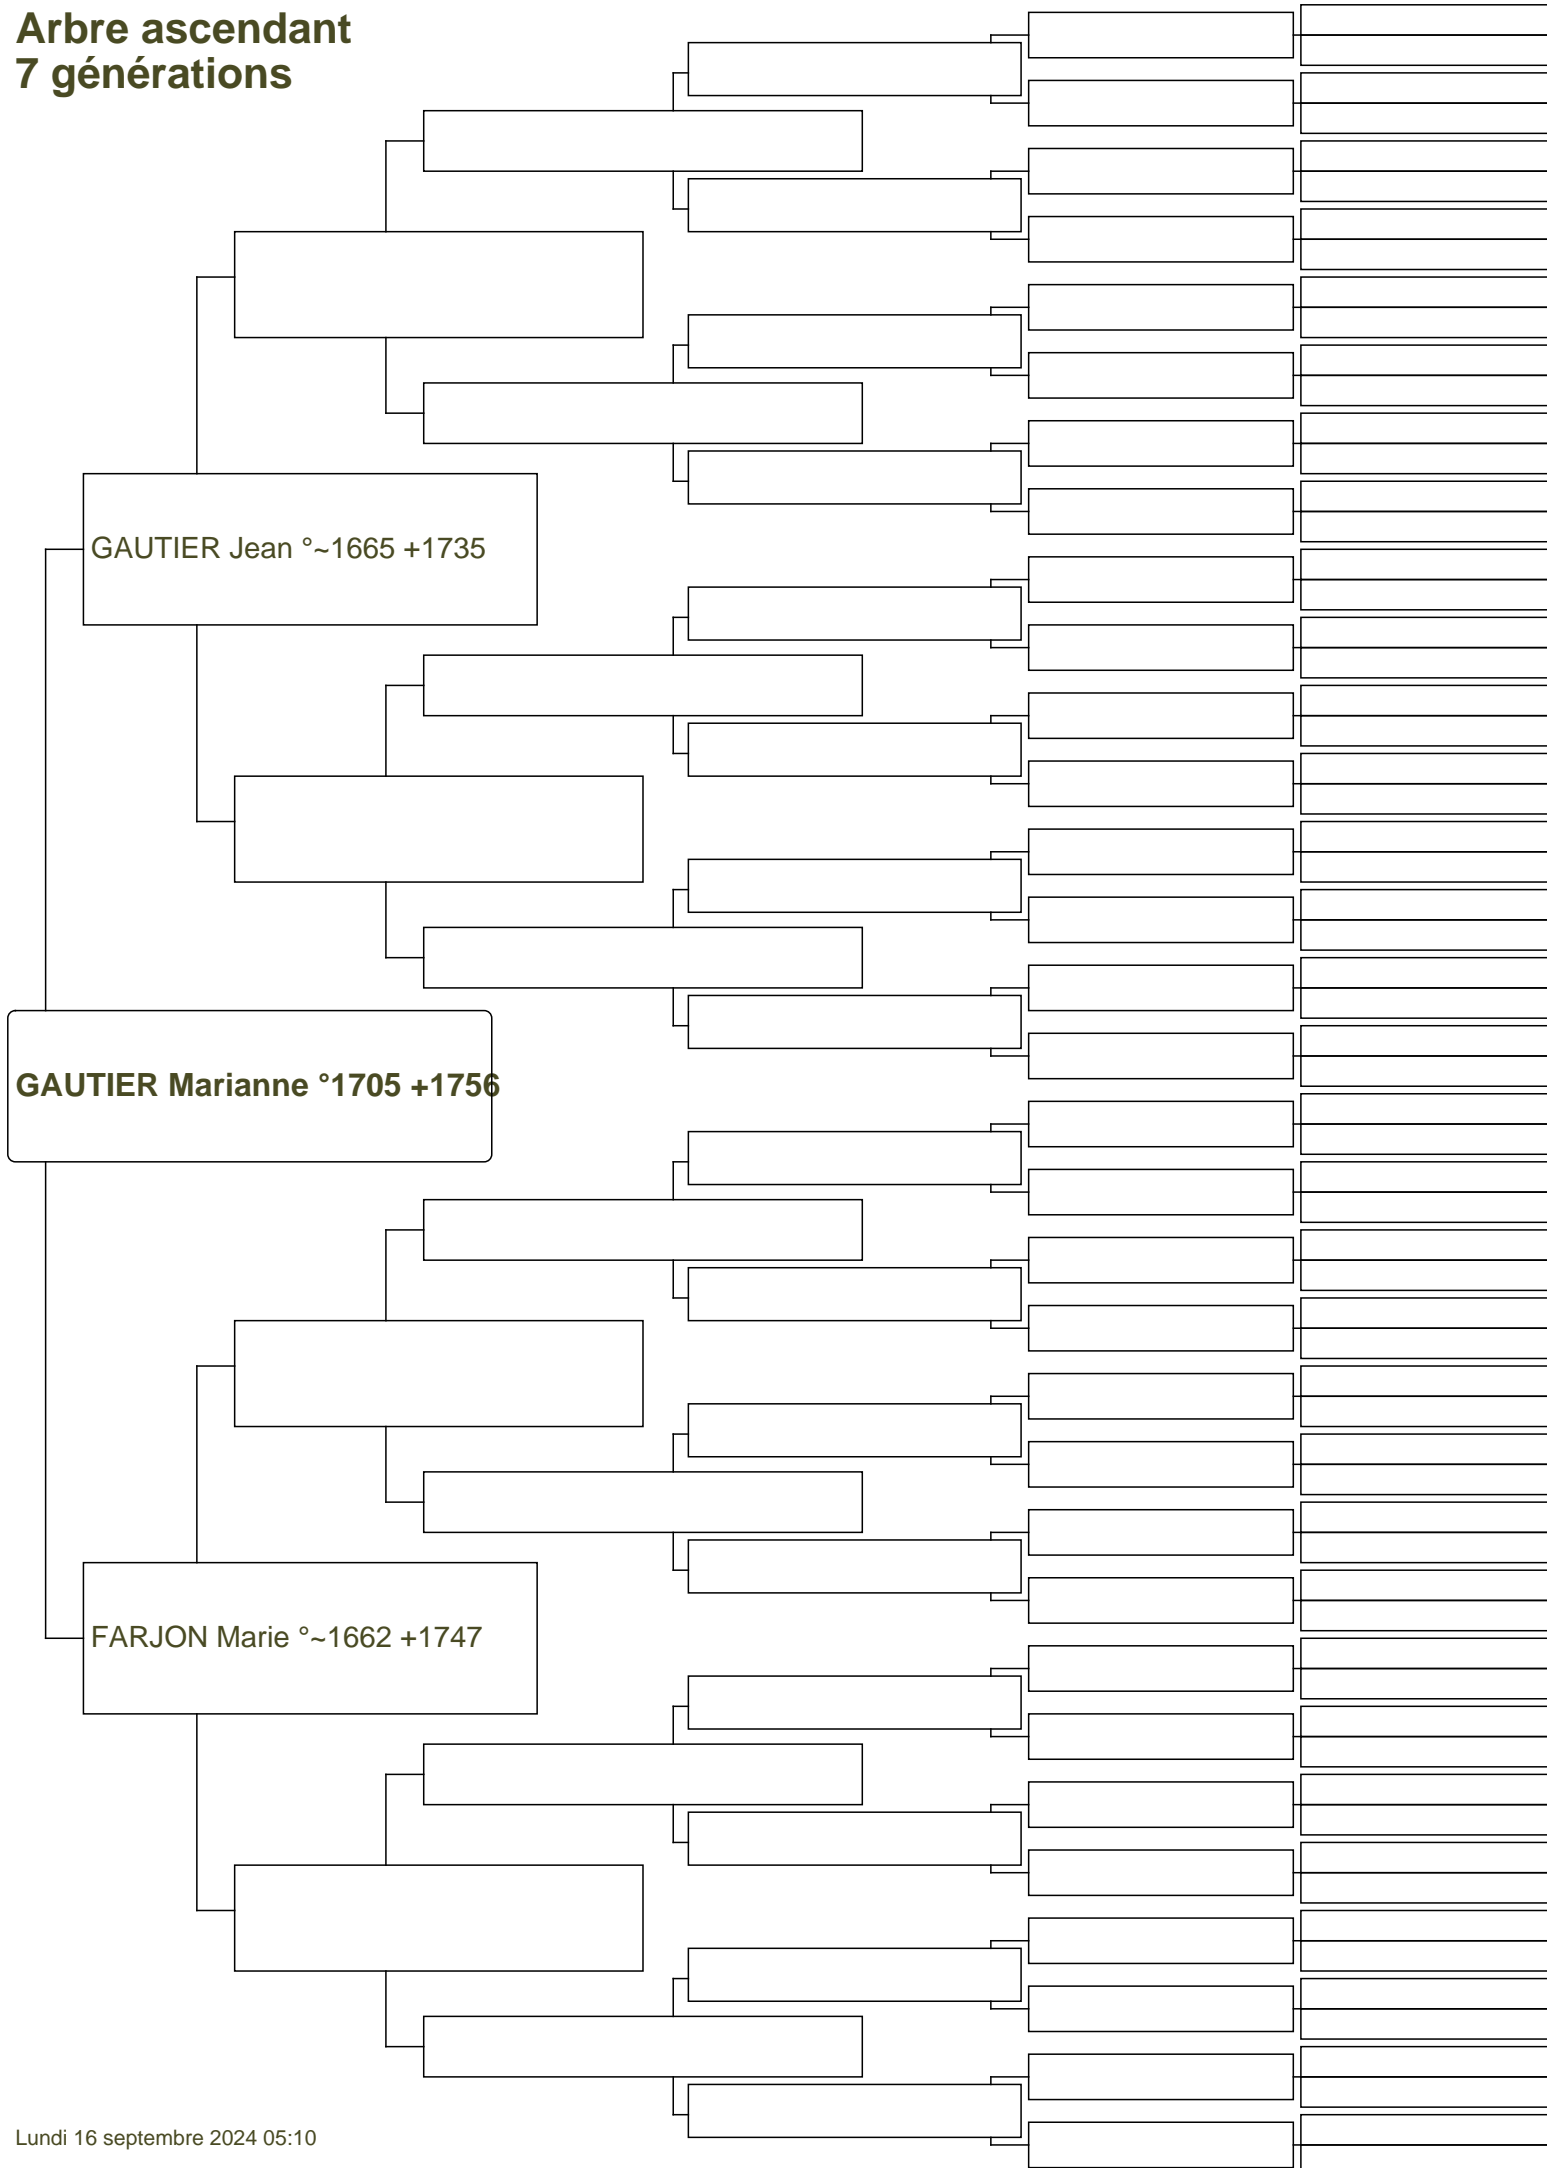 Arbre ascendant
7 générations
GAUTIER Jean °~1665 +1735
GAUTIER Marianne °1705 +1756
FARJON Marie °~1662 +1747
Lundi 16 septembre 2024 05:10